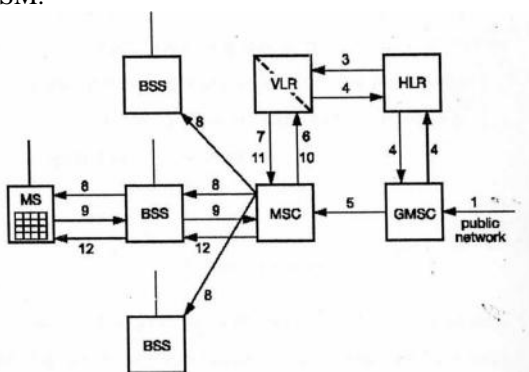 SM.
BSS
8
VLR
3
4
HLR
7 6
11 10
4 4
MS
8
9
12
BSS
8
9
12
MSC
5
GMSC
1
public
network
8
BSS